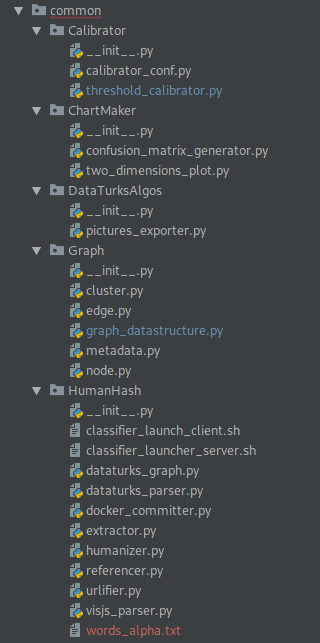 common
Calibrator
__init__.py
calibrator_conf.py
threshold_calibrator.py
ChartMaker
__init__.py
confusion_matrix_generator.py
two_dimensions_plot.py
DataTurksAlgos
__init__.py
pictures_exporter.py
Graph
__init__.py
cluster.py
edge.py
graph_datastructure.py
metadata.py
node.py
HumanHash
__init__.py
classifier_launch_client.sh
classifier_launcher_server.sh
dataturks_graph.py
dataturks_parser.py
docker_committer.py
extractor.py
humanizer.py
referencer.py
urlifier.py
visjs_parser.py
words_alpha.txt